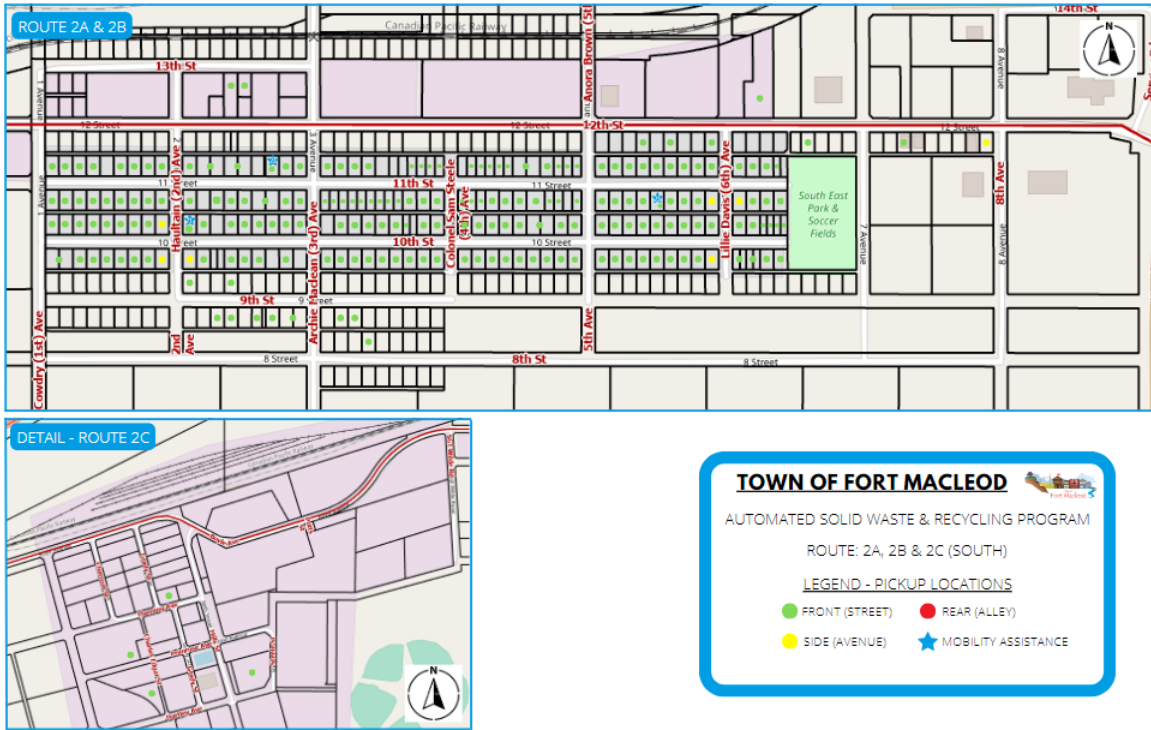 ROUTE 2A & 2B
Canadian Pacific Railway
14th St
N
13th St
1 Avenue
Anora Brown (5th
8 Avenue
12 Street
12 Street
12th St
12 Street
3 Avenue
Haultain (2nd) Ave
11 Street
11th St
11 Street
Colonel Sam Steele
(4th) Ave
Lillie Davis (6th) Ave
8th Ave
1 Avenue
South East
Park &
Soccer
Fields
10 Street
10th St
10 Street
7 Avenue
8 Avenue
Archie Maclean (3rd) Ave
9th St
9 Street
Cowdry (1st) Ave
2nd
Ave
5th Ave
8 Street
8th St
8 Street
DETAIL - ROUTE 2C
Canadian Pacific Railway
N
TOWN OF FORT MACLEOD
Fort Macleod
AUTOMATED SOLID WASTE & RECYCLING PROGRAM
ROUTE: 2A, 2B & 2C (SOUTH)
LEGEND - PICKUP LOCATIONS
FRONT (STREET)
REAR (ALLEY)
SIDE (AVENUE)
MOBILITY ASSISTANCE